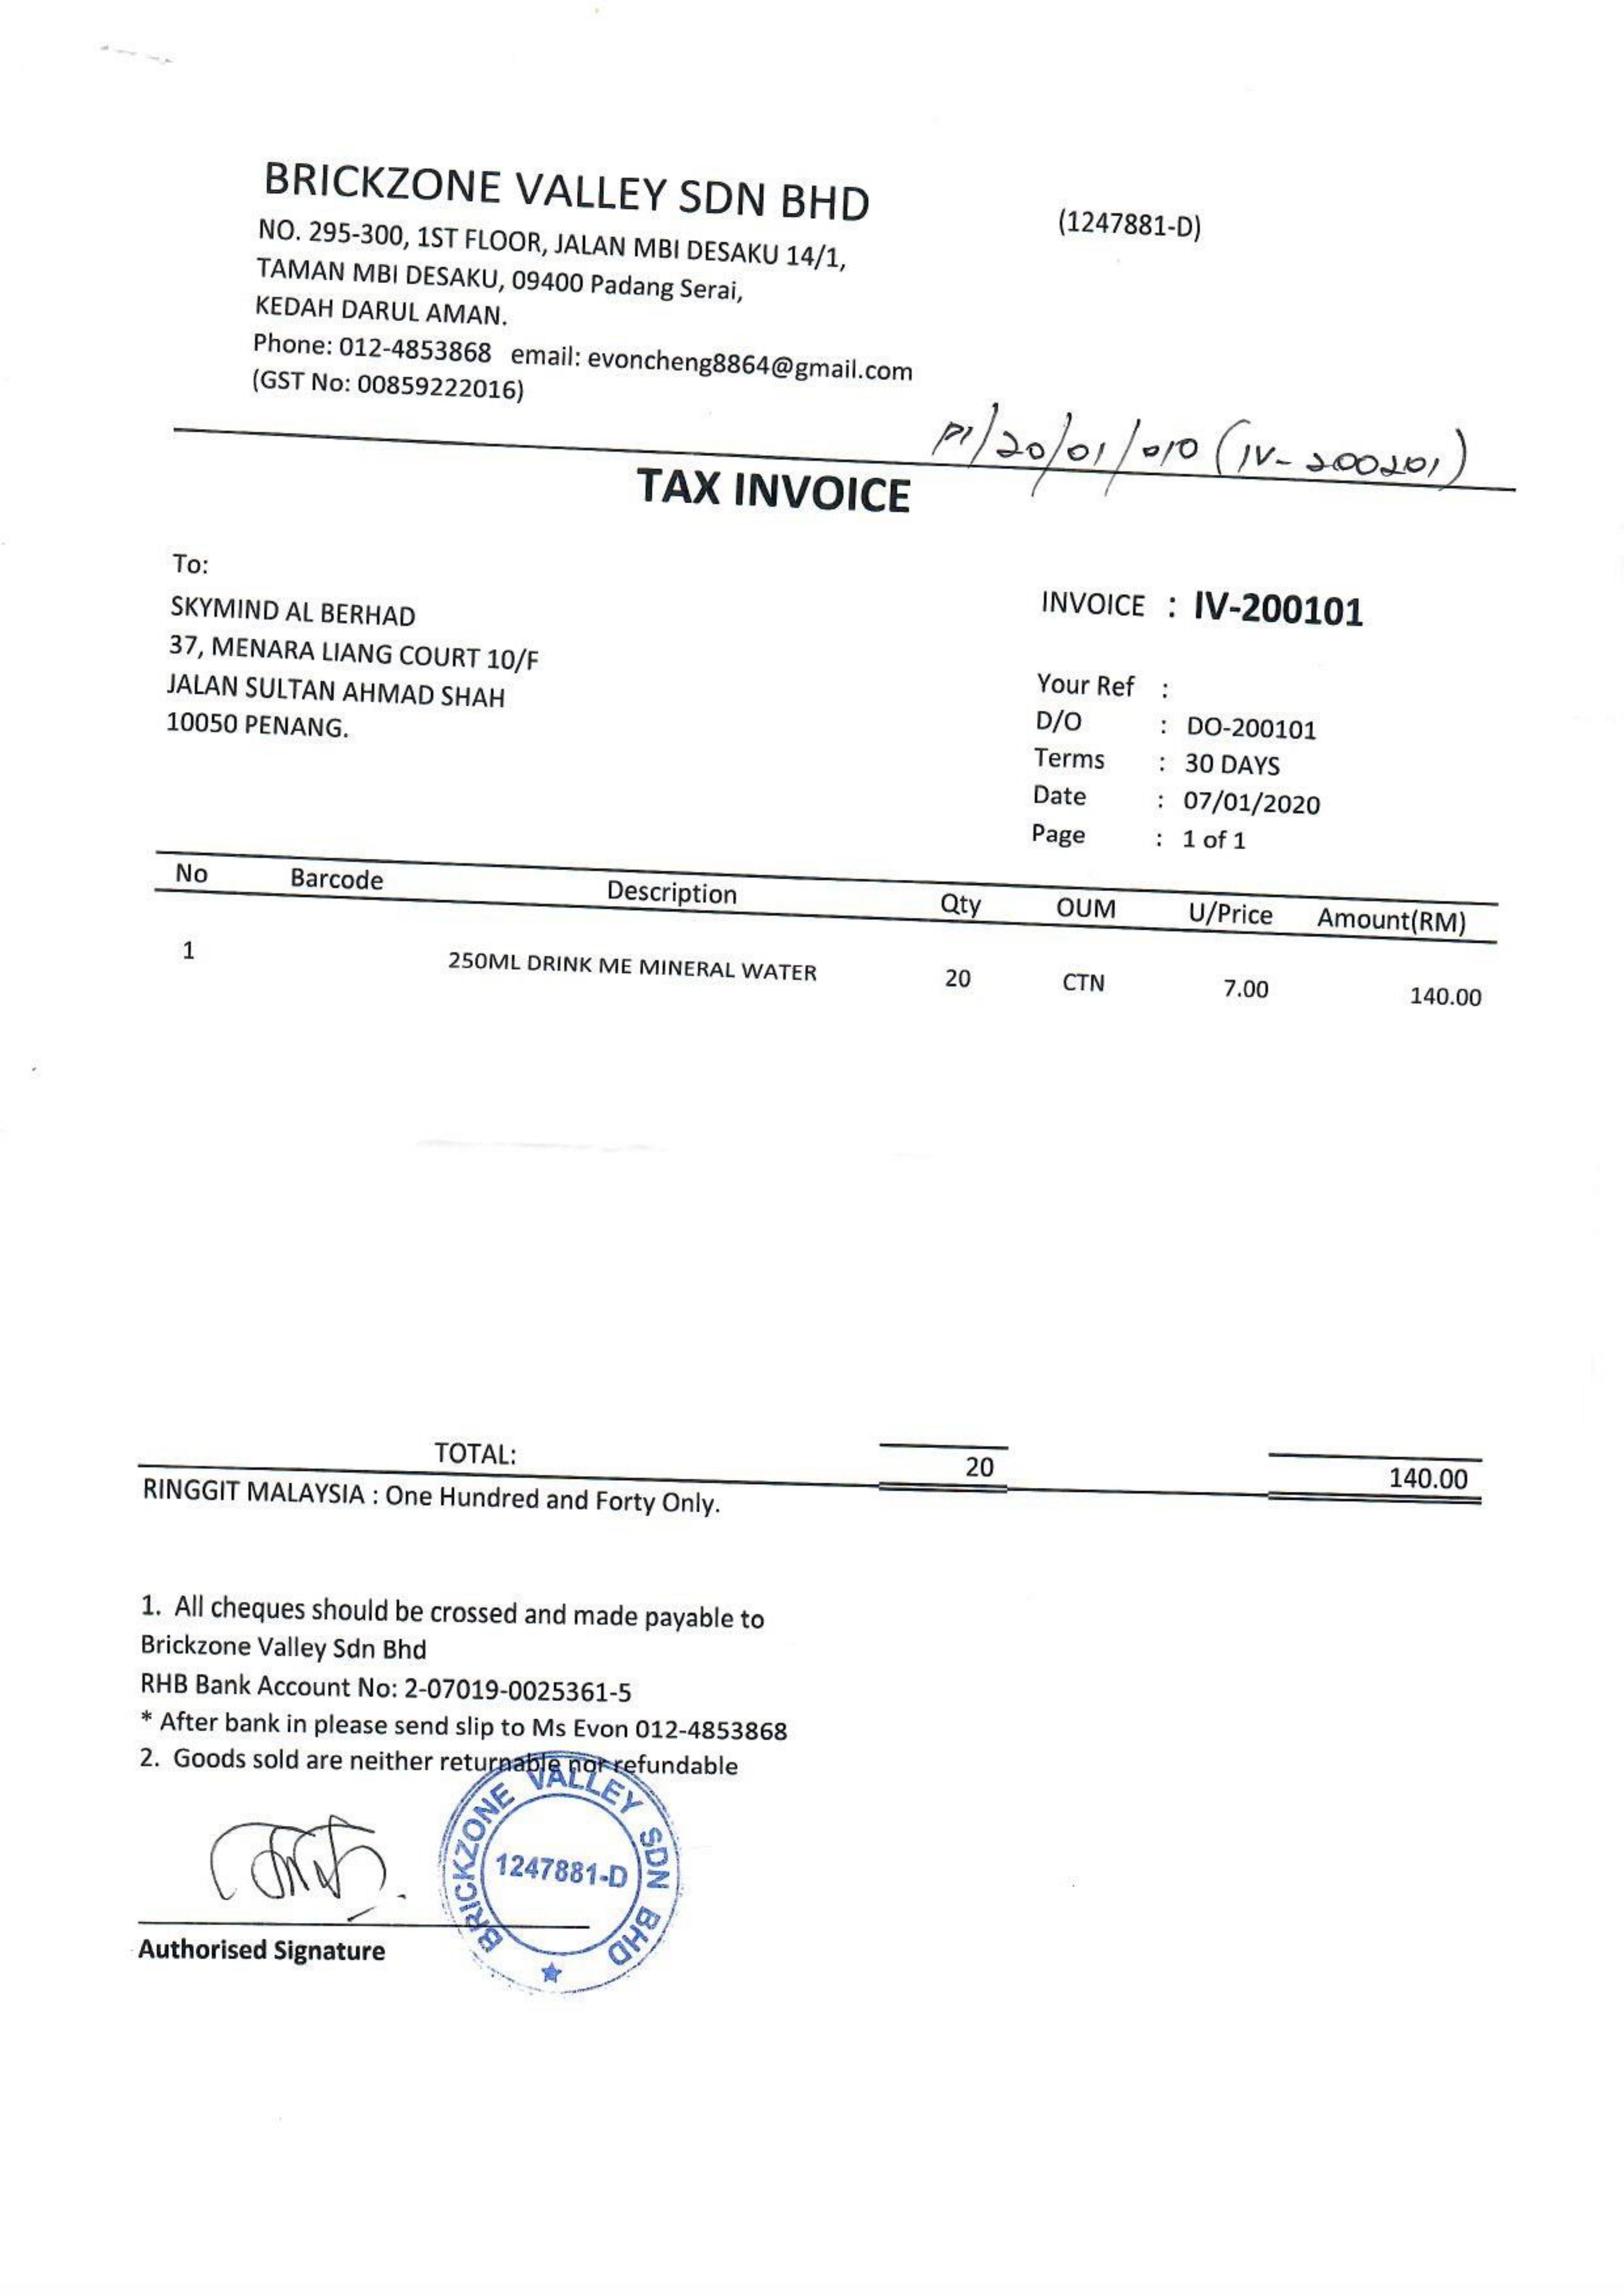 BRICKZONE VALLEY SDN BHD (1247881-D)
NO. 295-300, 1ST FLOOR, JALAN MBI DESAKU 14/1,
TAMAN MBI DESAKU, 09400 Padang Serai,
KEDAH DARUL AMAN.
Phone: 012-4853868 email: evoncheng8864@gmail.com
(GST No: 00859222016)
PI/20/01/010 (IV-200201)
TAX INVOICE
To:
SKYMIND AL BERHAD
37, MENARA LIANG COURT 10/F
JALAN SULTAN AHMAD SHAH
10050 PENANG.
INVOICE : IV-200101
Your Ref :
D/O : DO-200101
Terms : 30 DAYS
Date : 07/01/2020
Page : 1 of 1
No Barcode Description Qty OUM U/Price Amount(RM)
1 250ML DRINK ME MINERAL WATER 20 CTN 7.00 140.00
TOTAL: 20 140.00
RINGGIT MALAYSIA : One Hundred and Forty Only.
1. All cheques should be crossed and made payable to
Brickzone Valley Sdn Bhd
RHB Bank Account No: 2-07019-0025361-5
* After bank in please send slip to Ms Evon 012-4853868
2. Goods sold are neither returnable nor refundable
BRICKZONE VALLEY SDN BHD
1247881-D
Authorised Signature